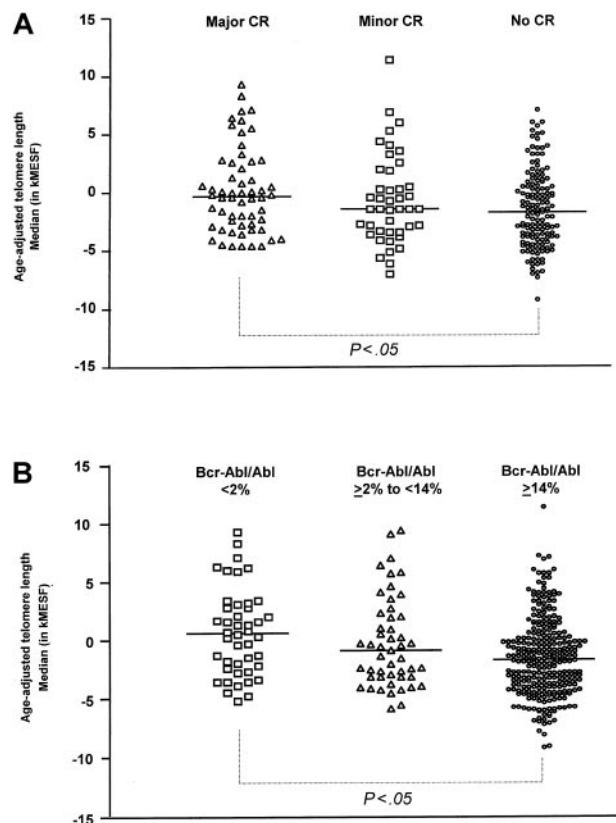 A
Major CR
Minor CR
No CR
Age-adjusted telomere length
Median (in kMESF)
15
10
5
0
-5
-10
-15
P<.05
B
Bcr-Abl/Abl
<2%
Bcr-Abl/Abl
≥2% to <14%
Bcr-Abl/Abl
≥14%
Age-adjusted telomere length
Median (in kMESF)
15
10
5
0
-5
-10
-15
P<.05